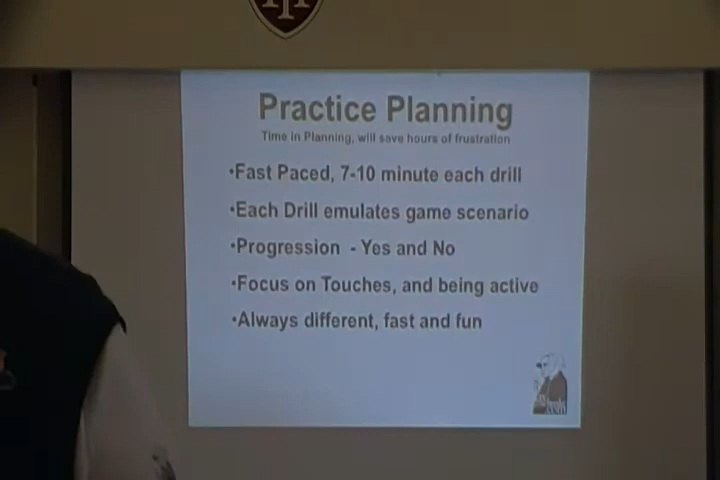 Practice Planning
Time in Planning, will save hours of frustration
•Fast Paced, 7-10 minute each drill
•Each Drill emulates game scenario
•Progression - Yes and No
•Focus on Touches, and being active
•Always different, fast and fun